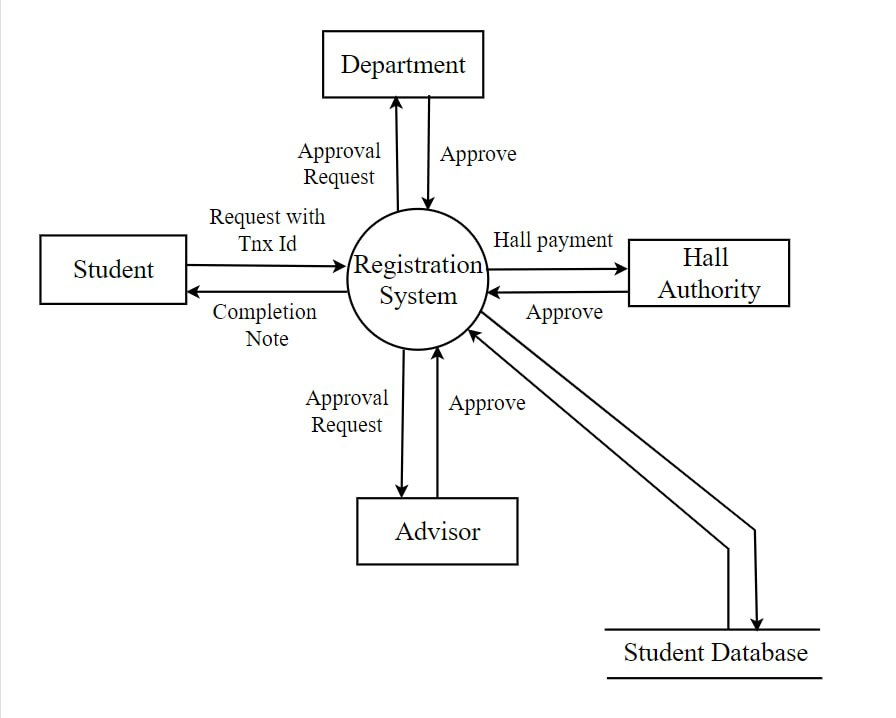 Department
Approval
Request
Approve
Request with
Tnx Id
Student
Completion
Note
Registration
System
Hall payment
Hall
Authority
Approve
Approval
Request
Approve
Advisor
Student Database